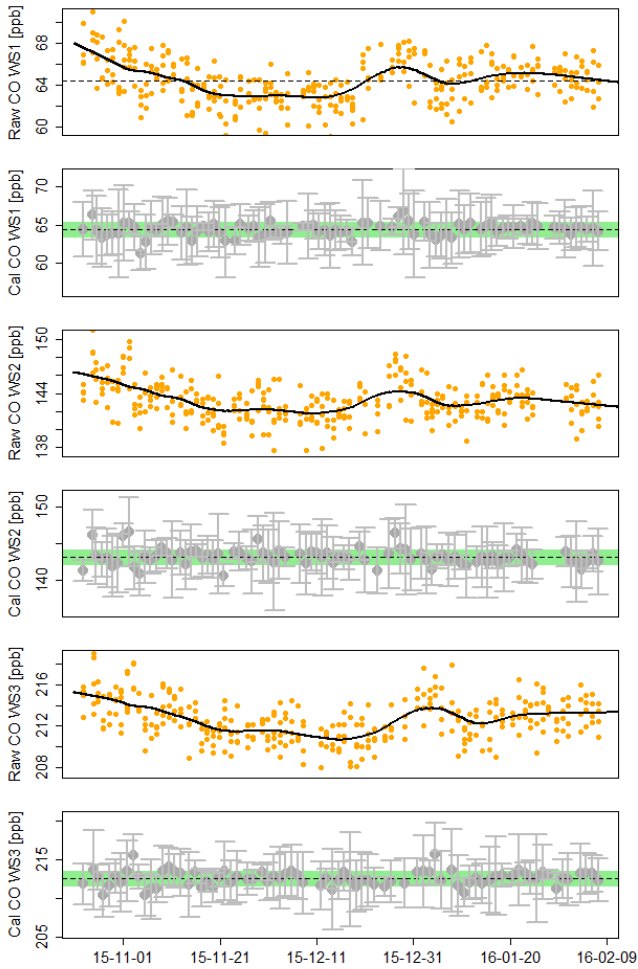 Raw CO WS1 [ppb]
68
64
60
Cal CO WS1 [ppb]
70
65
60
Raw CO WS2 [ppb]
150
144
138
Cal CO WS2 [ppb]
150
140
Raw CO WS3 [ppb]
216
212
208
Cal CO WS3 [ppb]
215
205
15-11-01 15-11-21 15-12-11 15-12-31 16-01-20 16-02-09